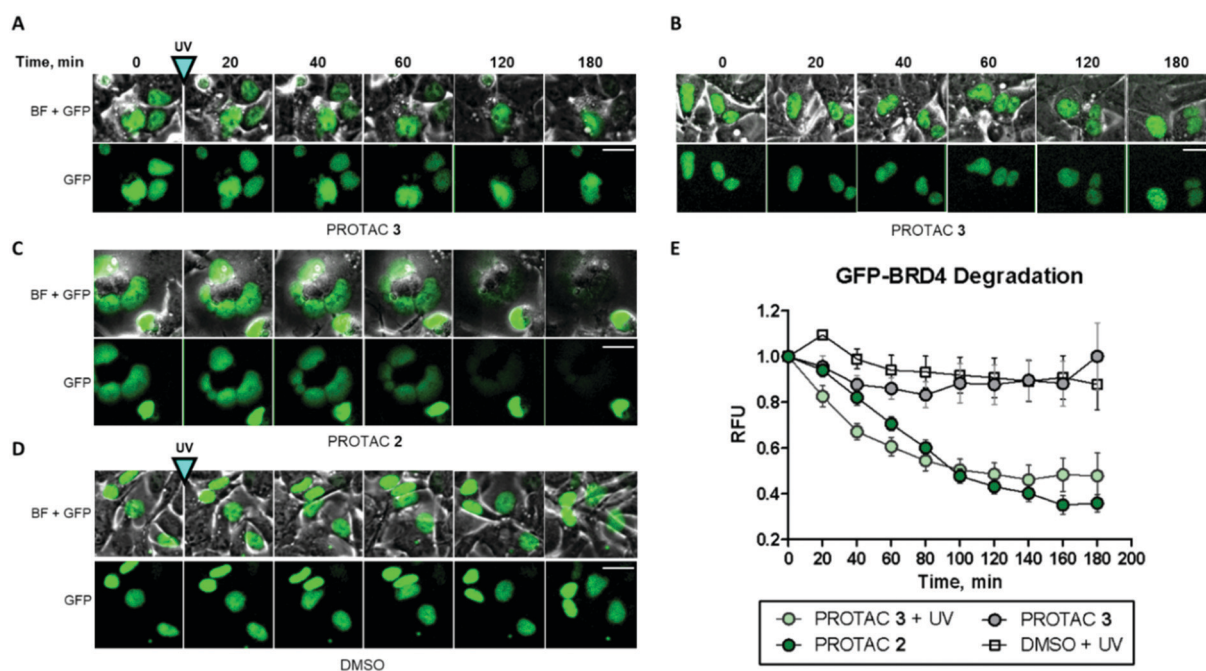 A
UV
Time, min 0 20 40 60 120 180
BF + GFP
GFP
PROTAC 3
B
0 20 40 60 120 180
PROTAC 3
C
BF + GFP
GFP
PROTAC 2
D
UV
BF + GFP
GFP
DMSO
E
GFP-BRD4 Degradation
1.2
1.0
0.8
0.6
0.4
0.2
RFU
0 20 40 60 80 100 120 140 160 180 200
Time, min
PROTAC 3 + UV
PROTAC 3
PROTAC 2
DMSO + UV